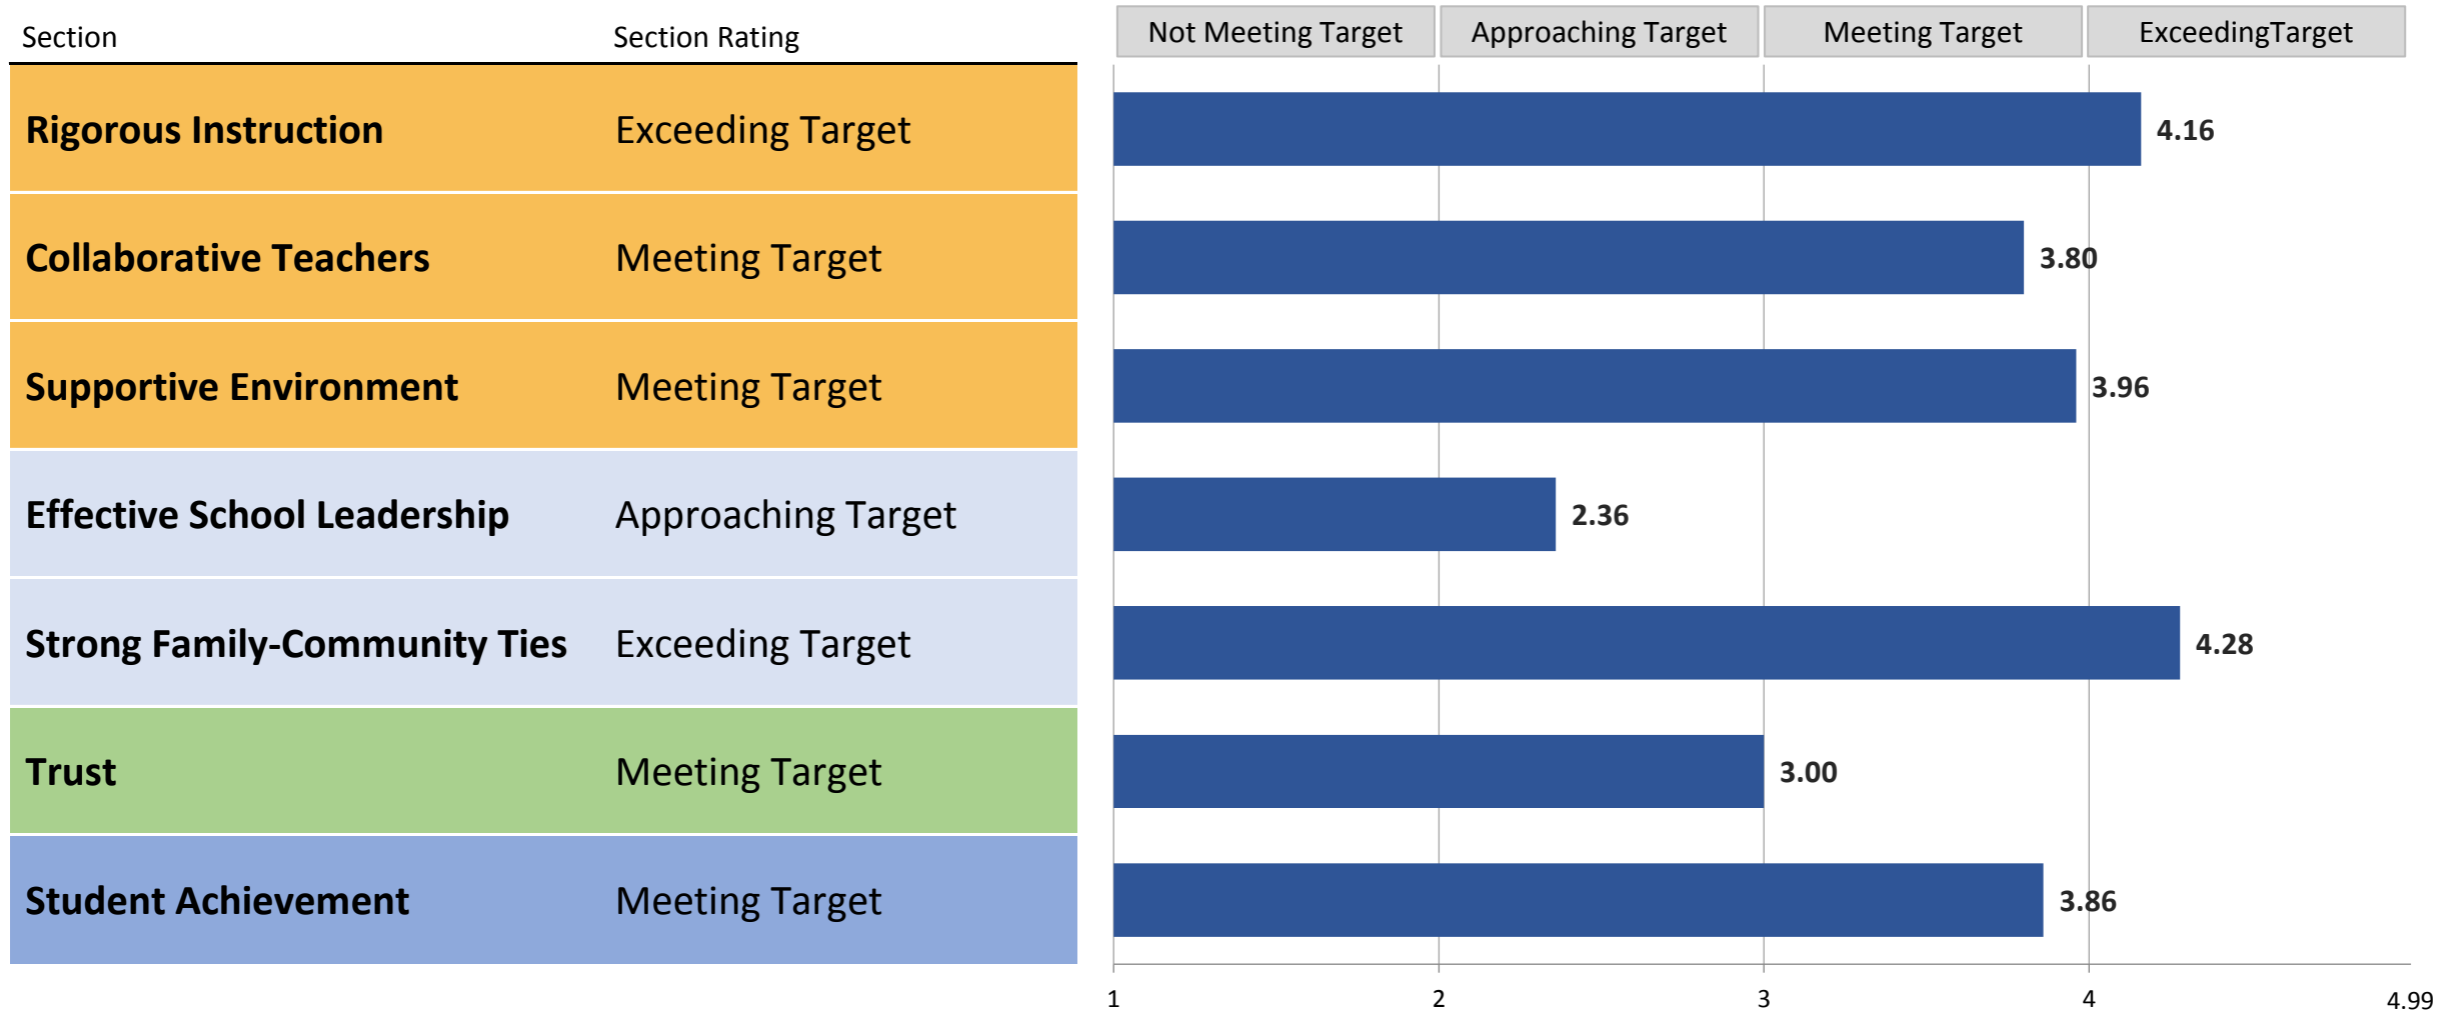 Section Section Rating Not Meeting Target Approaching Target Meeting Target ExceedingTarget
Rigorous Instruction Exceeding Target 4.16
Collaborative Teachers Meeting Target 3.80
Supportive Environment Meeting Target 3.96
Effective School Leadership Approaching Target 2.36
Strong Family-Community Ties Exceeding Target 4.28
Trust Meeting Target 3.00
Student Achievement Meeting Target 3.86
1 2 3 4 4.99